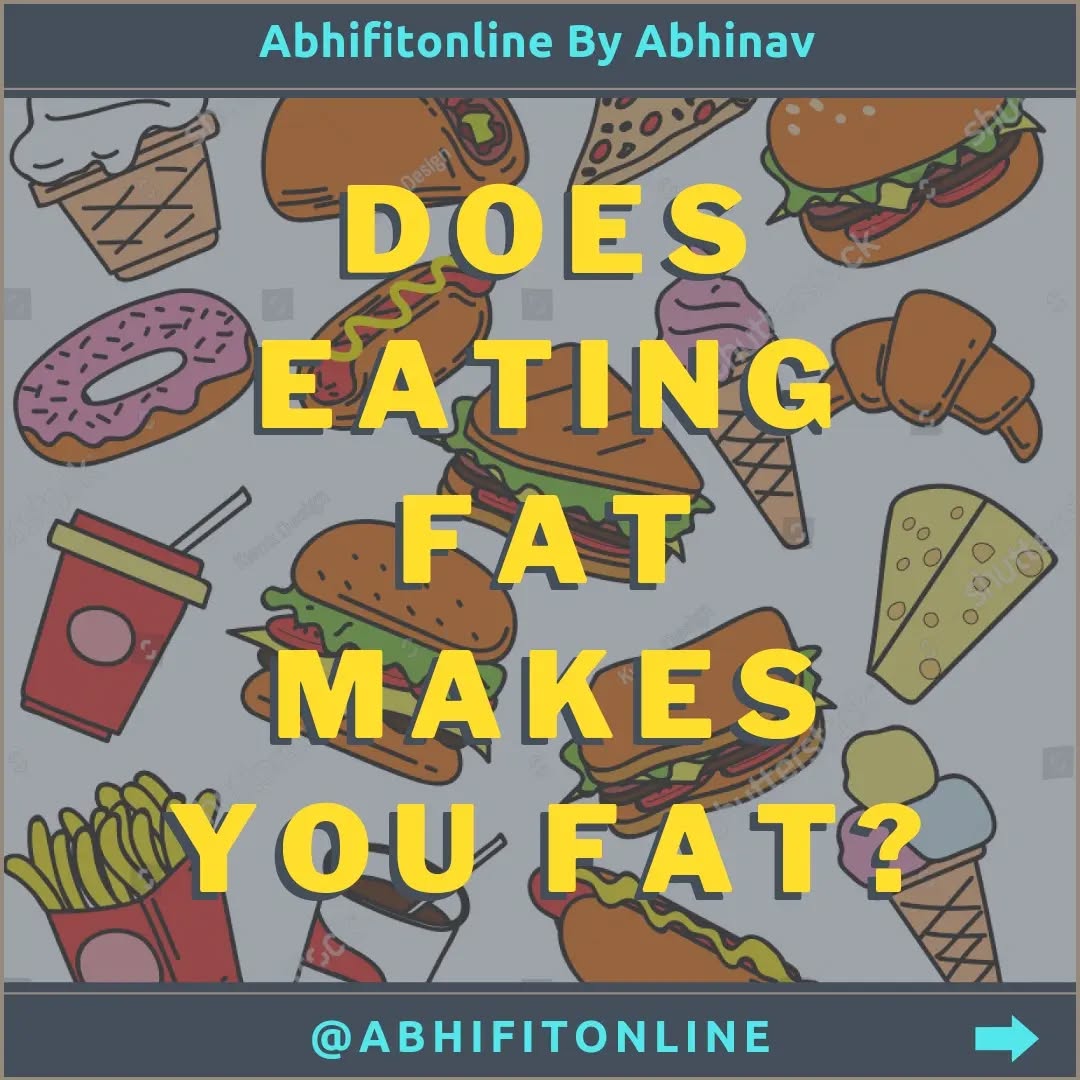 Abhifitonline By Abhinav
DOES
EATING
FAT
MAKES
YOU FAT?
@ABHIFITONLINE